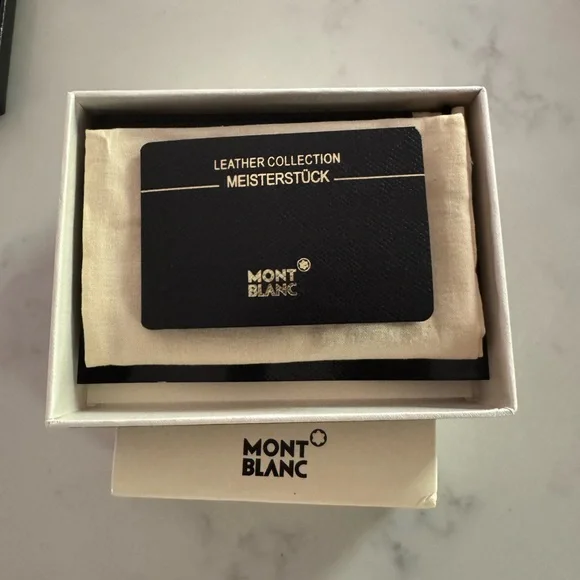 LEATHER COLLECTION
MEISTERSTÜCK
MONT
BLANC
MONT
BLANC